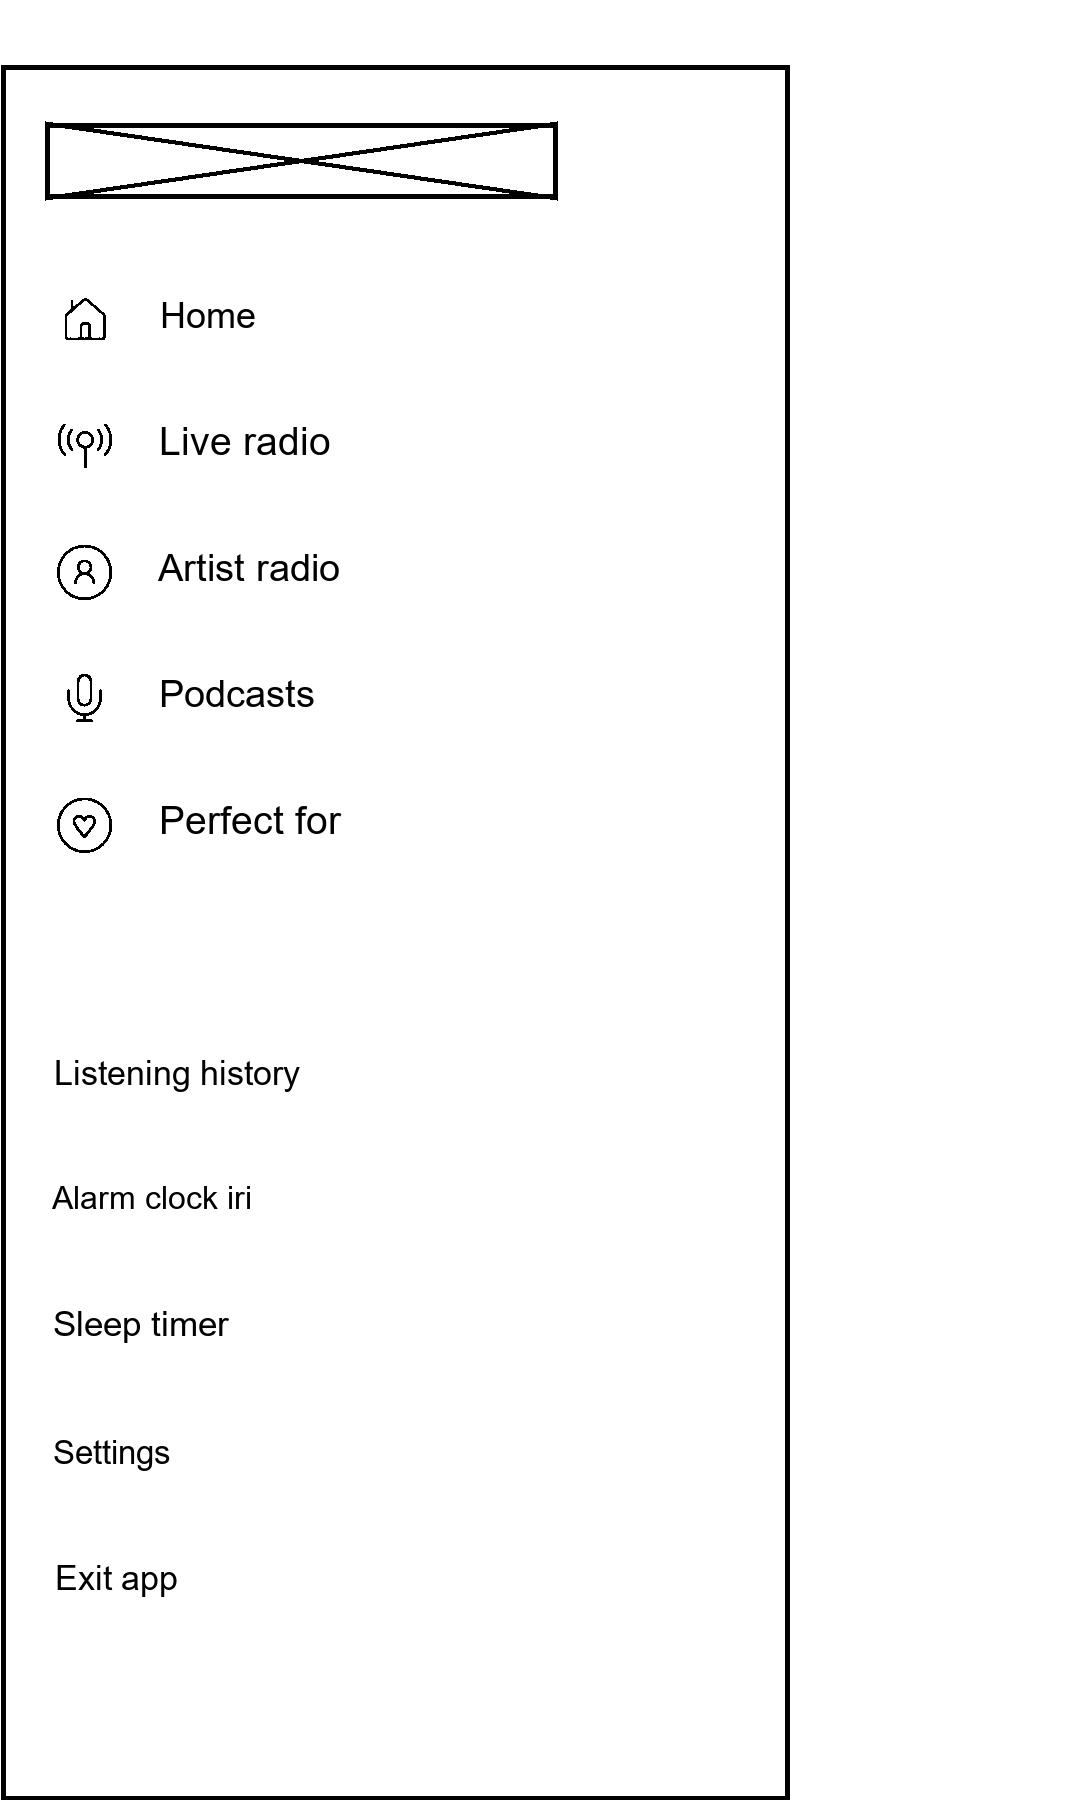 Home
Live radio
Artist radio
Podcasts
Perfect for
Listening history
Alarm clock iri
Sleep timer
Settings
Exit app